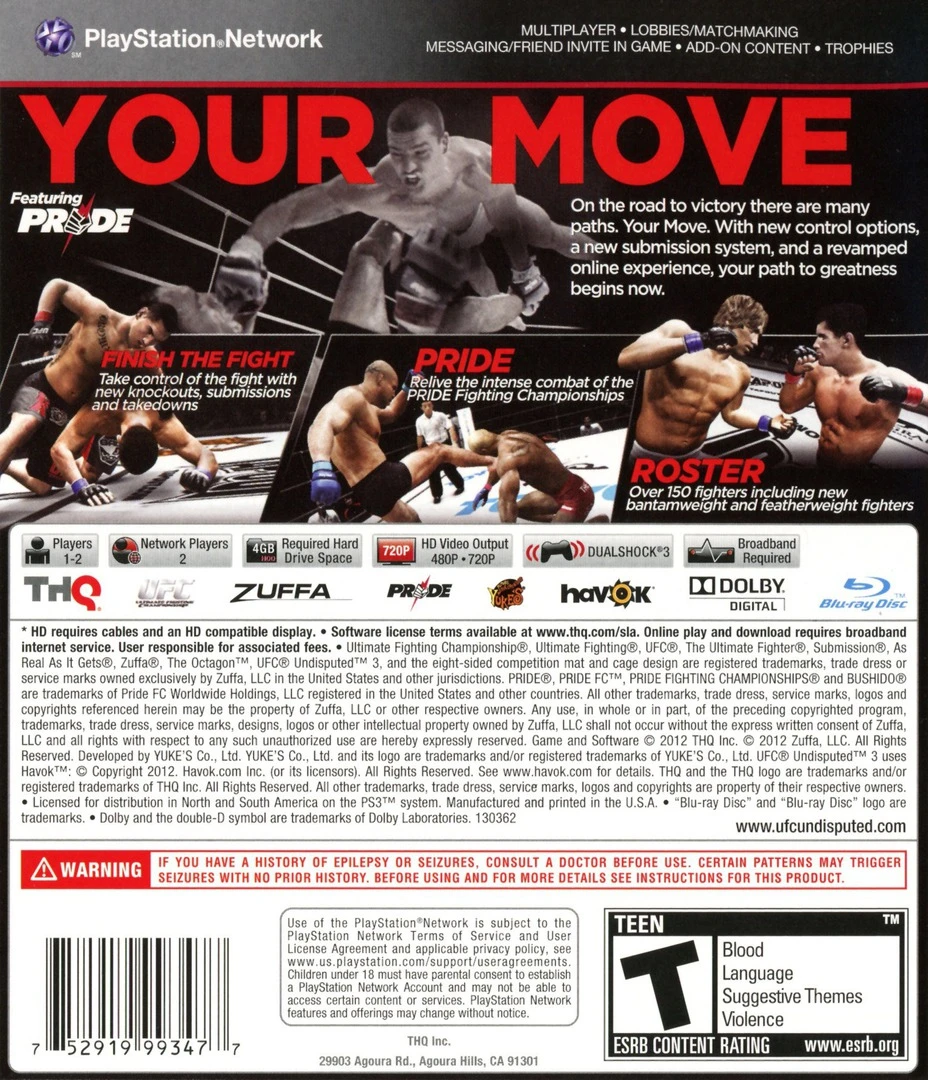 PlayStation®Network
SM
MULTIPLAYER • LOBBIES/MATCHMAKING
MESSAGING/FRIEND INVITE IN GAME • ADD-ON CONTENT • TROPHIES
YOUR MOVE
Featuring
PRIDE
On the road to victory there are many
paths. Your Move. With new control options,
a new submission system, and a revamped
online experience, your path to greatness
begins now.
FINISH THE FIGHT
Take control of the fight with
new knockouts, submissions
and takedowns
PRIDE
Relive the intense combat of the
PRIDE Fighting Championships
ROSTER
Over 150 fighters including new
bantamweight and featherweight fighters
Players
1-2
Network Players
2
4GB
HDD
Required Hard
Drive Space
720P
HD Video Output
480P • 720P
DUALSHOCK®3
Broadband
Required
THQ
UFC
ULTIMATE FIGHTING CHAMPIONSHIP
ZUFFA
PRIDE
YUKE'S
havok
DOLBY
DIGITAL
Blu-ray Disc
* HD requires cables and an HD compatible display. • Software license terms available at www.thq.com/sla. Online play and download requires broadband
internet service. User responsible for associated fees. • Ultimate Fighting Championship®, Ultimate Fighting®, UFC®, The Ultimate Fighter®, Submission®, As
Real As It Gets®, Zuffa®, The Octagon™, UFC® Undisputed™ 3, and the eight-sided competition mat and cage design are registered trademarks, trade dress or
service marks owned exclusively by Zuffa, LLC in the United States and other jurisdictions. PRIDE®, PRIDE FC™, PRIDE FIGHTING CHAMPIONSHIPS® and BUSHIDO®
are trademarks of Pride FC Worldwide Holdings, LLC registered in the United States and other countries. All other trademarks, trade dress, service marks, logos and
copyrights referenced herein may be the property of Zuffa, LLC or other respective owners. Any use, in whole or in part, of the preceding copyrighted program,
trademarks, trade dress, service marks, designs, logos or other intellectual property owned by Zuffa, LLC shall not occur without the express written consent of Zuffa,
LLC and all rights with respect to any such unauthorized use are hereby expressly reserved. Game and Software © 2012 THQ Inc. © 2012 Zuffa, LLC. All Rights
Reserved. Developed by YUKE'S Co., Ltd. YUKE'S Co., Ltd. and its logo are trademarks and/or registered trademarks of YUKE'S Co., Ltd. UFC® Undisputed™ 3 uses
Havok™: © Copyright 2012. Havok.com Inc. (or its licensors). All Rights Reserved. See www.havok.com for details. THQ and the THQ logo are trademarks and/or
registered trademarks of THQ Inc. All Rights Reserved. All other trademarks, trade dress, service marks, logos and copyrights are property of their respective owners.
• Licensed for distribution in North and South America on the PS3™ system. Manufactured and printed in the U.S.A. • "Blu-ray Disc" and "Blu-ray Disc" logo are
trademarks. • Dolby and the double-D symbol are trademarks of Dolby Laboratories. 130362
www.ufcundisputed.com
WARNING
IF YOU HAVE A HISTORY OF EPILEPSY OR SEIZURES, CONSULT A DOCTOR BEFORE USE. CERTAIN PATTERNS MAY TRIGGER
SEIZURES WITH NO PRIOR HISTORY. BEFORE USING AND FOR MORE DETAILS SEE INSTRUCTIONS FOR THIS PRODUCT.
7 52919 99347 7
Use of the PlayStation®Network is subject to the
PlayStation Network Terms of Service and User
License Agreement and applicable privacy policy, see
www.us.playstation.com/support/useragreements.
Children under 18 must have parental consent to establish
a PlayStation Network Account and may not be able to
access certain content or services. PlayStation Network
features and offerings may change without notice.
THQ Inc.
29903 Agoura Rd., Agoura Hills, CA 91301
TEEN
TM
T
Blood
Language
Suggestive Themes
Violence
ESRB CONTENT RATING www.esrb.org